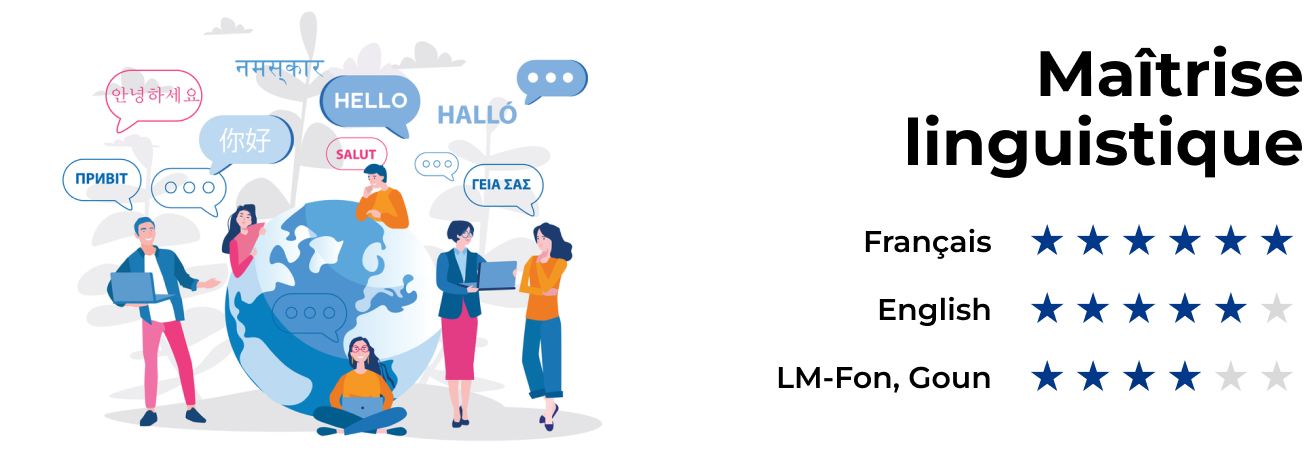 नमस्कार
안녕하세요
HELLO
HALLÓ
你好
SALUT
ПРИВІТ
ΓΕΙΑ ΣΑΣ
Maîtrise
linguistique
Français
English
LM-Fon, Goun